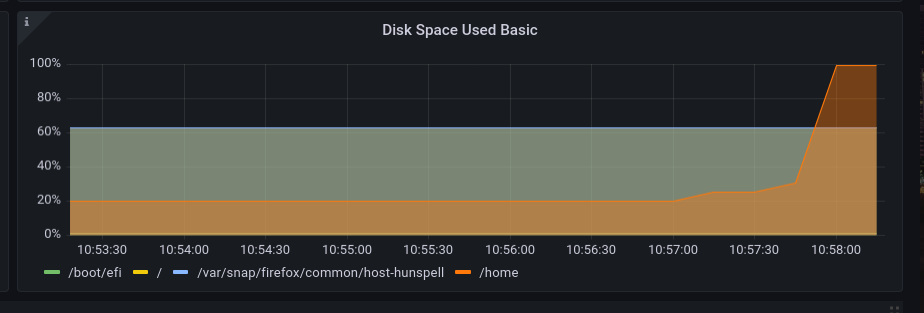 i
Disk Space Used Basic
100%
80%
60%
40%
20%
0%
10:53:30 10:54:00 10:54:30 10:55:00 10:55:30 10:56:00 10:56:30 10:57:00 10:57:30 10:58:00
/boot/efi / /var/snap/firefox/common/host-hunspell /home